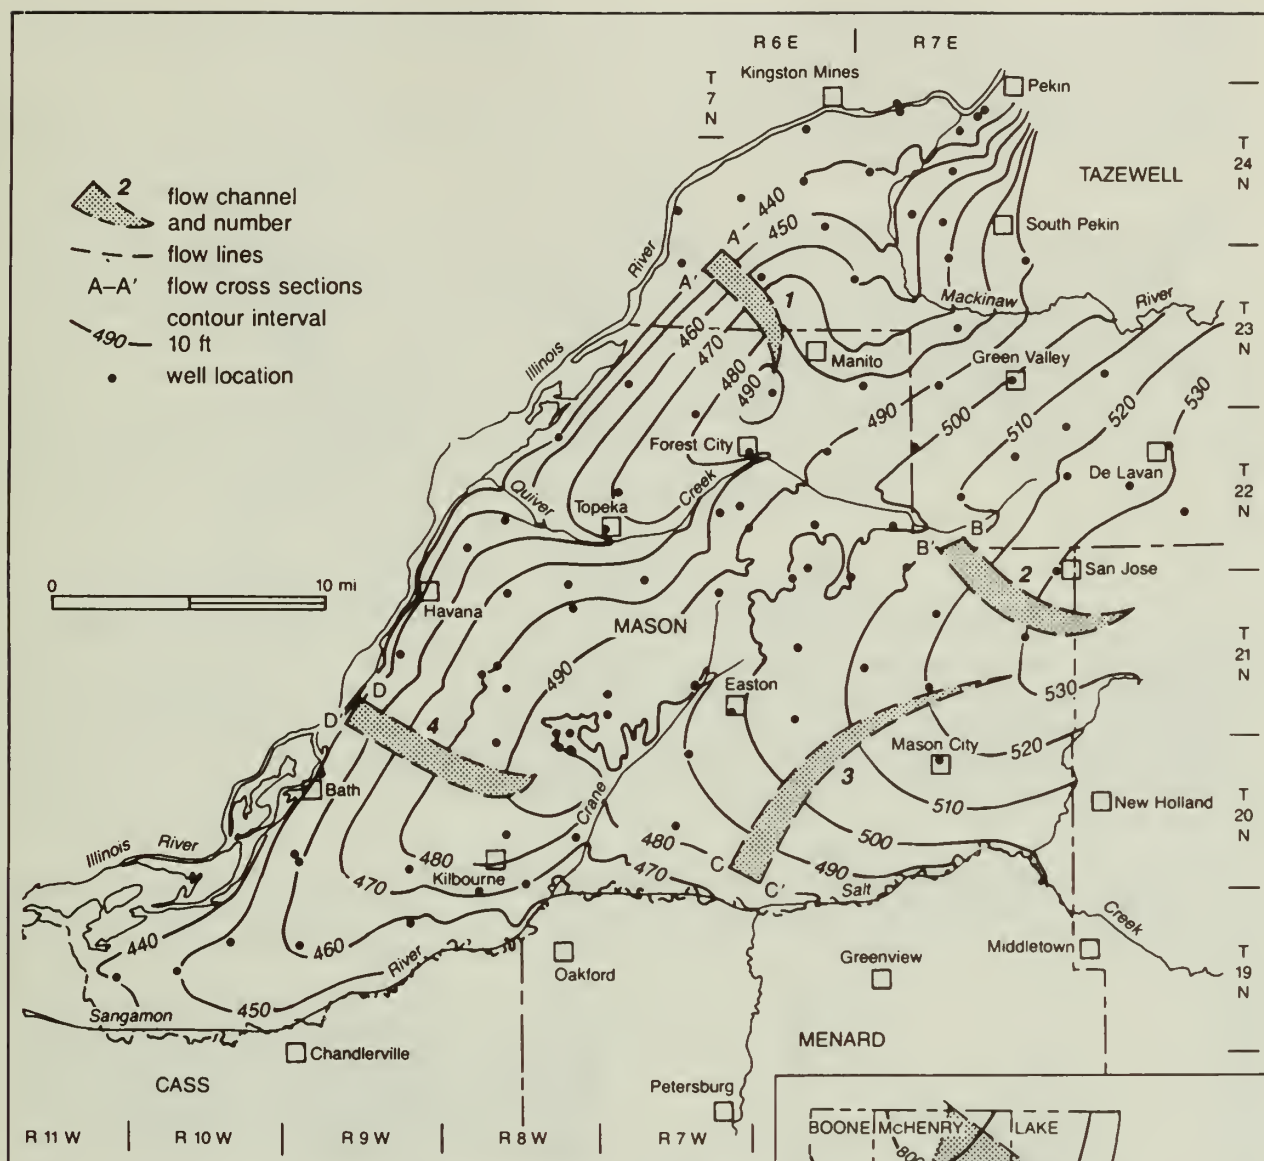 R 6 E
R 7 E
Kingston Mines
Pekin
T
7
N
T
24
N
TAZEWELL
2
flow channel
and number
flow lines
A–A' flow cross sections
contour interval
490 10 ft
well location
440
450
South Pekin
River
A
A'
1
Mackinaw
River
T
23
N
460
470
480
490
Manito
Green Valley
Illinois
490
500
510
520
530
Forest City
De Lavan
T
22
N
Quiver
Topeka
Creek
B
B'
0
10 mi
Havana
2
San Jose
MASON
T
21
N
490
Easton
530
D
D'
4
Mason City
520
3
Bath
Crane
510
New Holland
T
20
N
Illinois River
480
500
480
Kilbourne
470
470
C
C'
490
Salt
Creek
440
460
River
Oakford
Greenview
Middletown
T
19
N
450
Sangamon
Chandlerville
MENARD
CASS
Petersburg
BOONE
McHENRY
LAKE
800
R 11 W
R 10 W
R 9 W
R 8 W
R 7 W